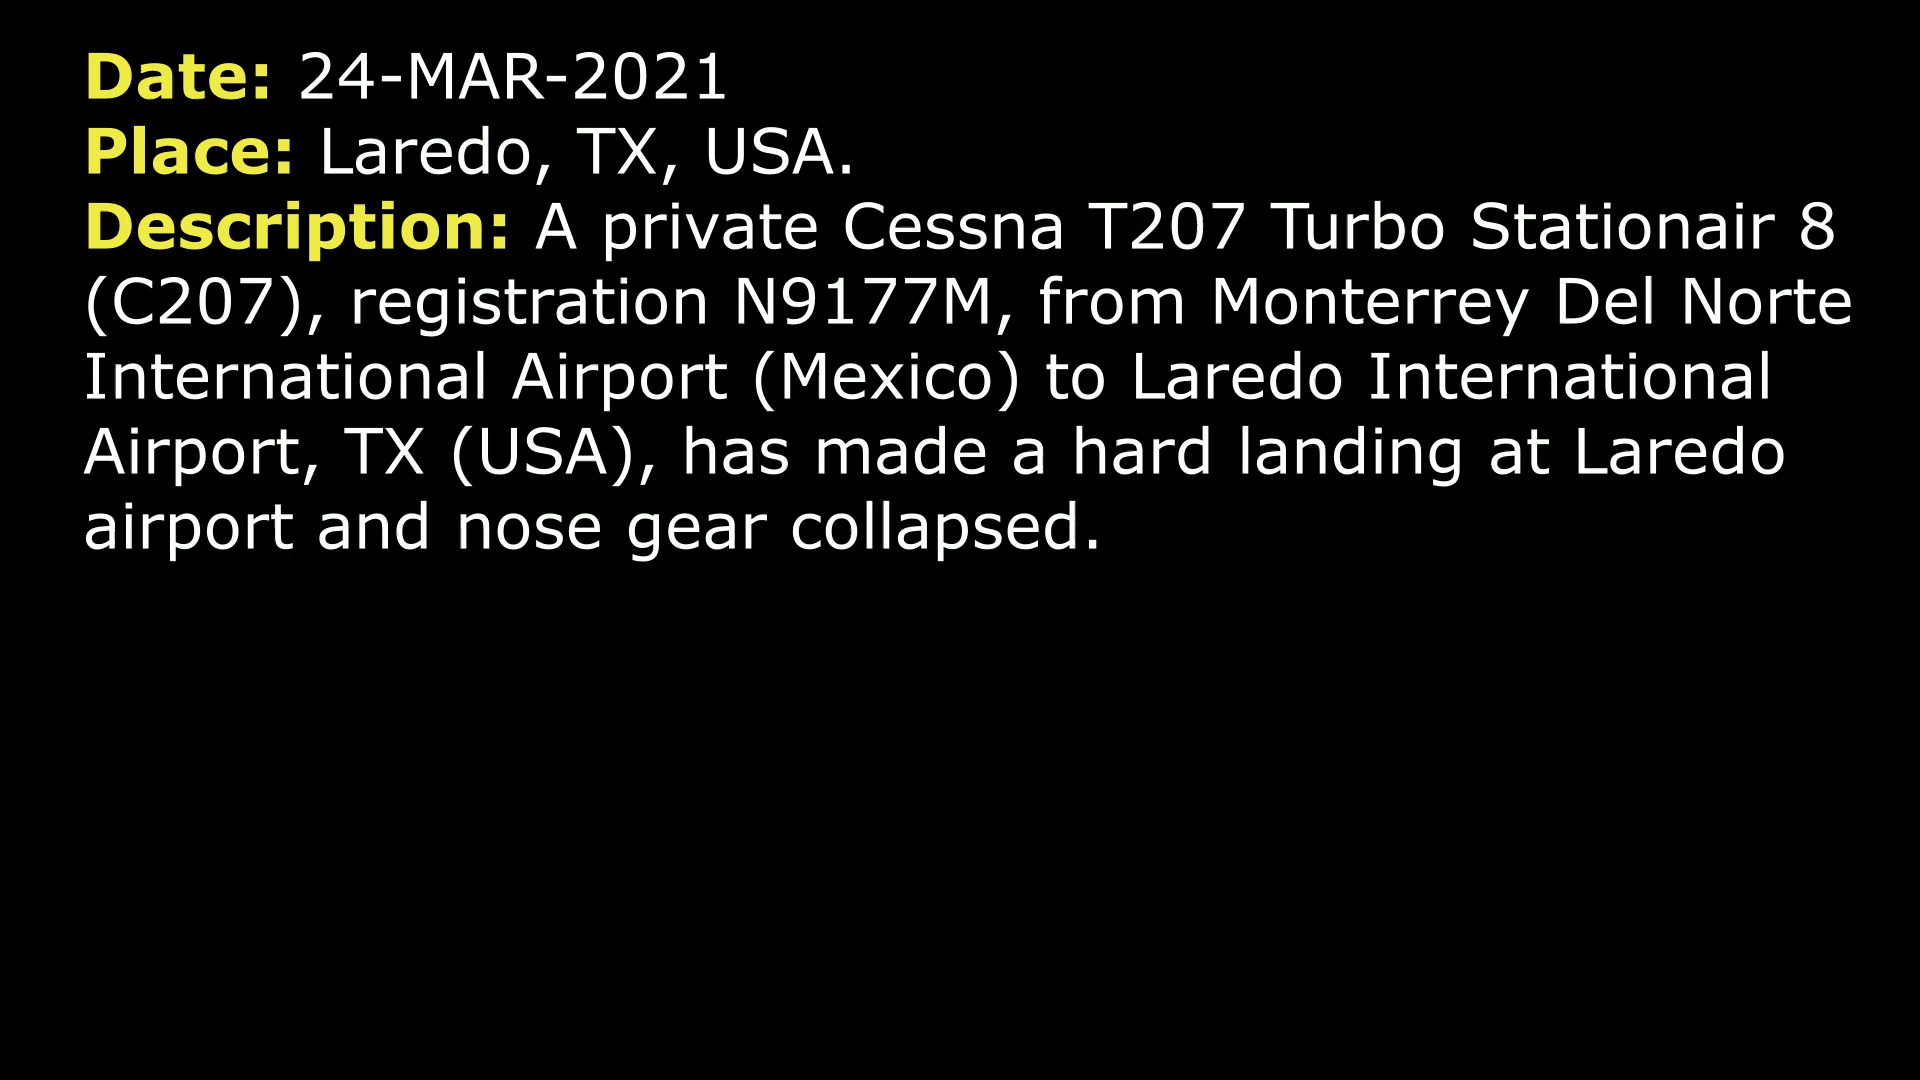 Date: 24-MAR-2021
Place: Laredo, TX, USA.
Description: A private Cessna T207 Turbo Stationair 8
(C207), registration N9177M, from Monterrey Del Norte
International Airport (Mexico) to Laredo International
Airport, TX (USA), has made a hard landing at Laredo
airport and nose gear collapsed.